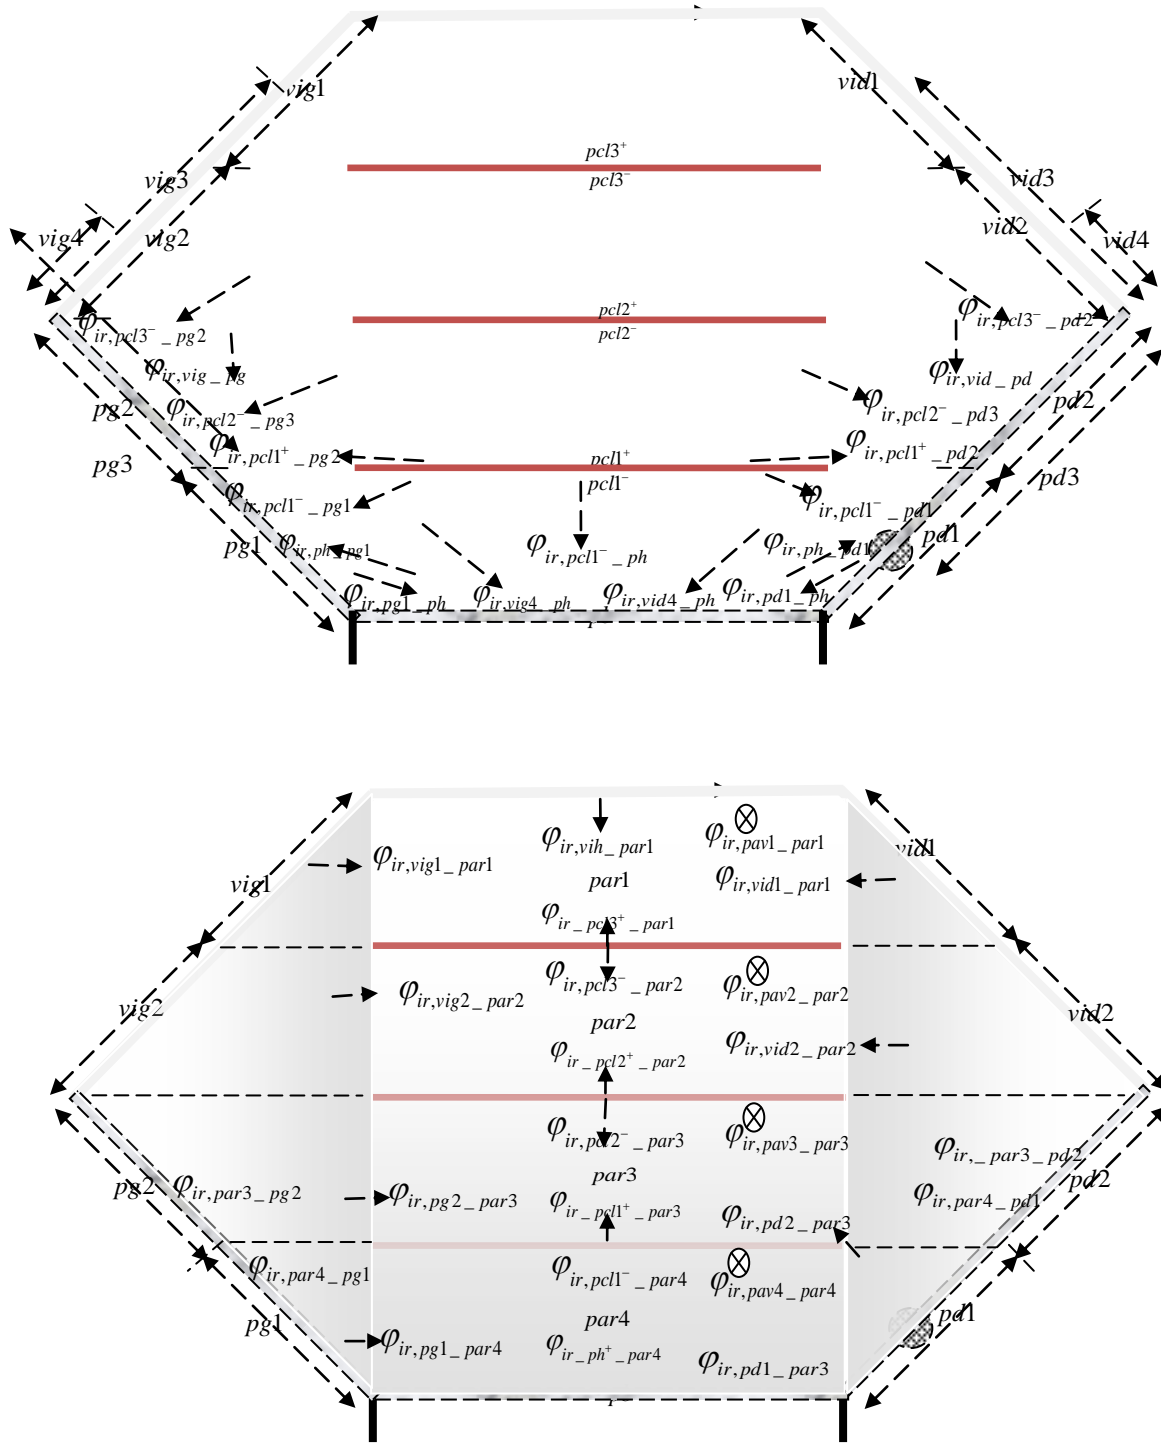 vig1
vid1
pcl3⁺
pcl3⁻
vig3
vid3
vig4
vig2
vid2
vid4
pcl2⁺
pcl2⁻
φir,pcl3⁻_pg2
φir,pcl3⁻_pd2
φir,vig_pg
φir,vid_pd
pg2
φir,pcl2⁻_pg3
φir,pcl2⁻_pd3
pd2
φir,pcl1⁺_pg2
pcl1⁺
φir,pcl1⁺_pd2
pg3
pcl1⁻
pd3
φir,pcl1⁻_pg1
φir,pcl1⁻_pd1
pg1
φir,ph_pg1
φir,pcl1⁻_ph
φir,ph_pd1
pd1
φir,pg1_ph
φir,vig4_ph
φir,vid4_ph
φir,pd1_ph
φir,vih_par1
φir,pav1_par1
φir,vig1_par1
vid1
vig1
par1
φir,vid1_par1
φir_pcl3⁺_par1
φir,pcl3⁻_par2
φir,pav2_par2
vig2
φir,vig2_par2
par2
vid2
φir_pcl2⁺_par2
φir,vid2_par2
φir,pcl2⁻_par3
φir,pav3_par3
φir,_par3_pd2
pg2
φir,par3_pg2
φir,pg2_par3
par3
φir,par4_pd1
pd2
φir_pcl1⁺_par3
φir,pd2_par3
φir,par4_pg1
φir,pcl1⁻_par4
φir,pav4_par4
pg1
φir,pg1_par4
par4
pd1
φir_ph⁺_par4
φir,pd1_par3